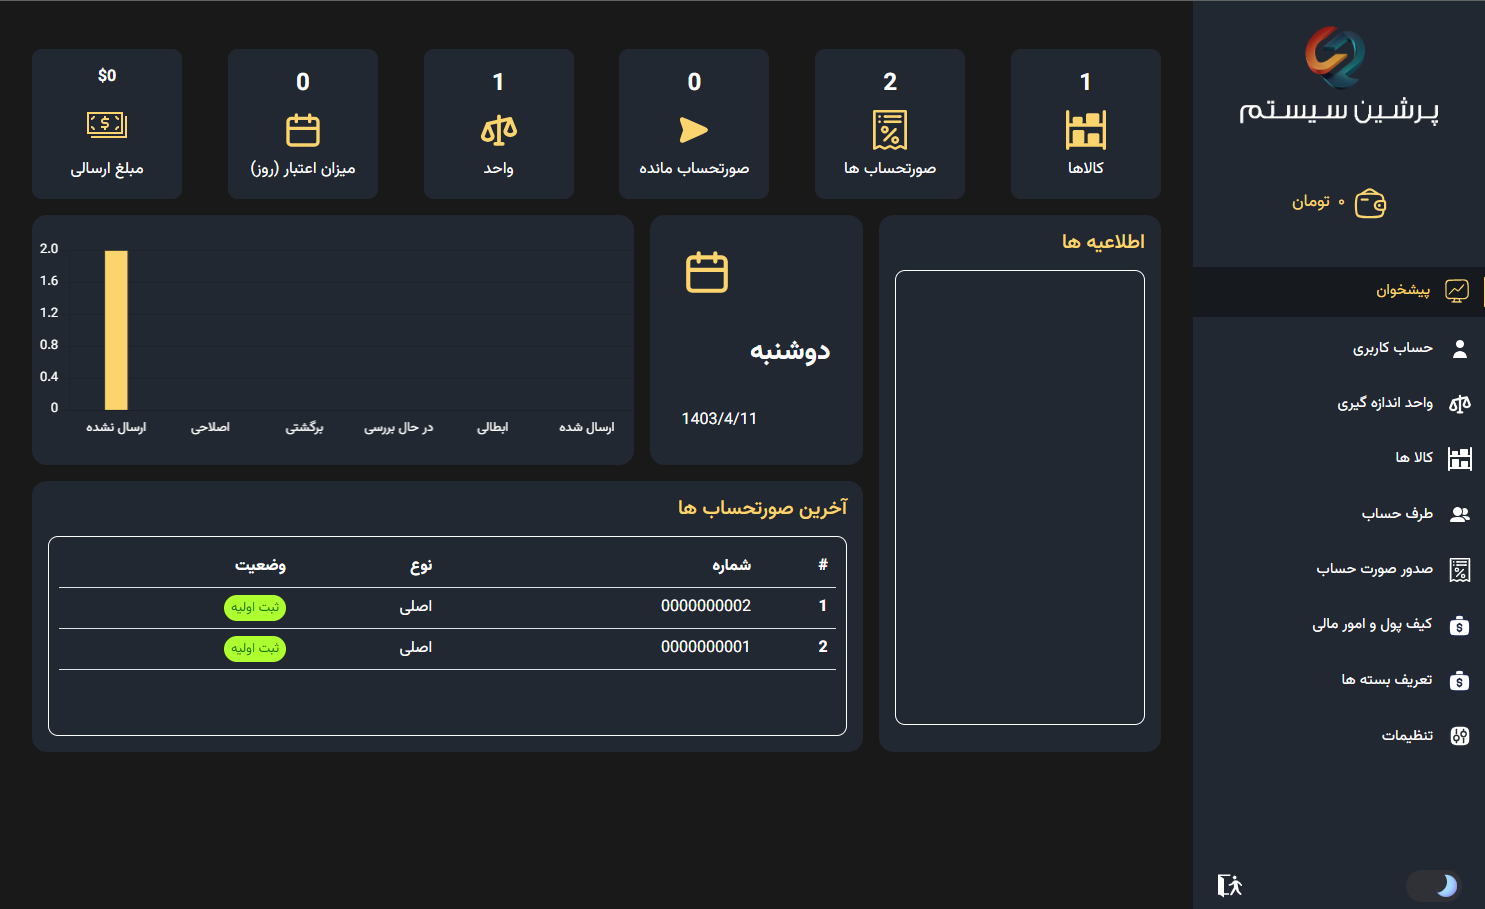 پرشین سیستم
۰ تومان
پیشخوان
حساب کاربری
واحد اندازه گیری
کالا ها
طرف حساب
صدور صورت حساب
کیف پول و امور مالی
تعریف بسته ها
تنظیمات
1
کالاها
2
صورتحساب ها
0
صورتحساب مانده
1
واحد
0
میزان اعتبار (روز)
$0
مبلغ ارسالی
اطلاعیه ها
دوشنبه
1403/4/11
2.0
1.6
1.2
0.8
0.4
0
ارسال شده ابطالی در حال بررسی برگشتی اصلاحی ارسال نشده
آخرین صورتحساب ها
# شماره نوع وضعیت
1 0000000002 اصلی ثبت اولیه
2 0000000001 اصلی ثبت اولیه